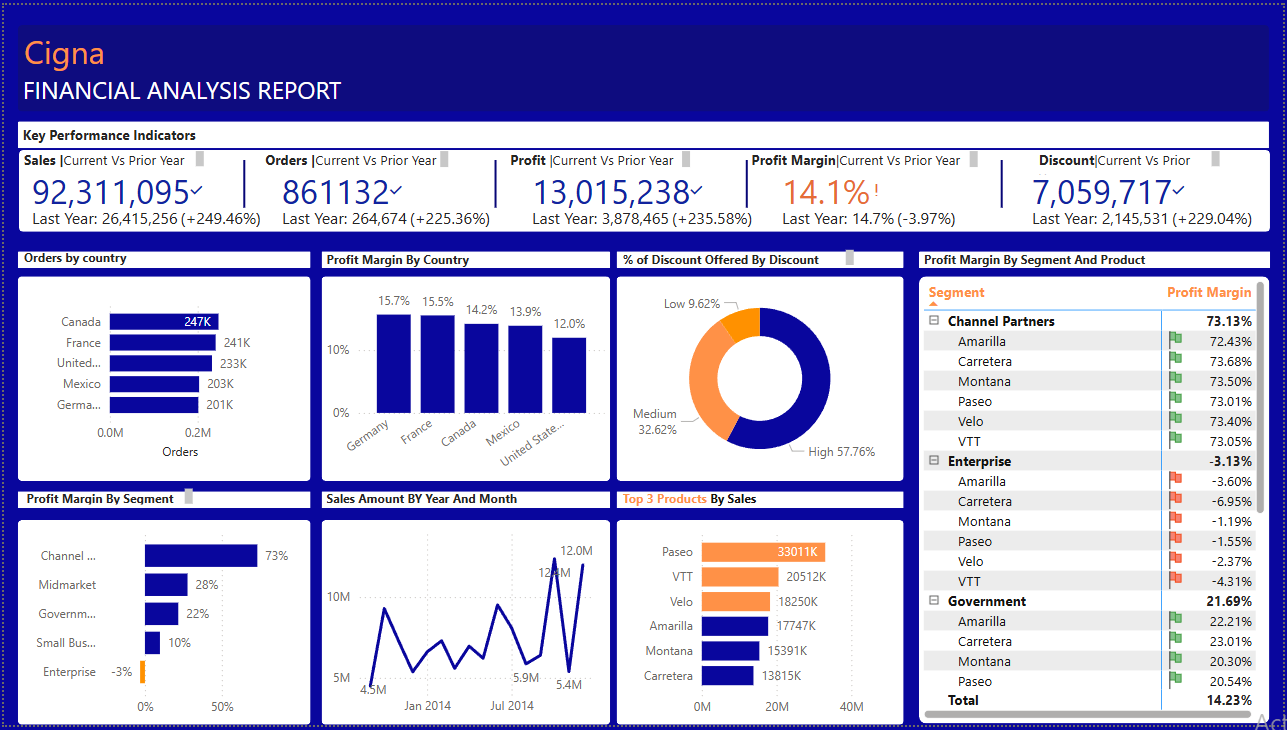 Cigna
FINANCIAL ANALYSIS REPORT
Key Performance Indicators
Sales |Current Vs Prior Year
92,311,095
Last Year: 26,415,256 (+249.46%)
Orders |Current Vs Prior Year
861132
Last Year: 264,674 (+225.36%)
Profit |Current Vs Prior Year
13,015,238
Last Year: 3,878,465 (+235.58%)
Profit Margin|Current Vs Prior Year
14.1%!
Last Year: 14.7% (-3.97%)
Discount|Current Vs Prior
7,059,717
Last Year: 2,145,531 (+229.04%)
Orders by country
Canada 247K
France 241K
United... 233K
Mexico 203K
Germa... 201K
0.0M 0.2M
Orders
Profit Margin By Country
15.7% 15.5% 14.2% 13.9% 12.0%
10%
0%
Germany France Canada Mexico United State...
% of Discount Offered By Discount
Low 9.62%
Medium
32.62%
High 57.76%
Profit Margin By Segment And Product
Segment Profit Margin
Channel Partners 73.13%
Amarilla 72.43%
Carretera 73.68%
Montana 73.50%
Paseo 73.01%
Velo 73.40%
VTT 73.05%
Enterprise -3.13%
Amarilla -3.60%
Carretera -6.95%
Montana -1.19%
Paseo -1.55%
Velo -2.37%
VTT -4.31%
Government 21.69%
Amarilla 22.21%
Carretera 23.01%
Montana 20.30%
Paseo 20.54%
Total 14.23%
Profit Margin By Segment
Channel ... 73%
Midmarket 28%
Governm... 22%
Small Bus... 10%
Enterprise -3%
0% 50%
Sales Amount BY Year And Month
12.0M
10M
5M
4.5M
5.9M
5.4M
Jan 2014 Jul 2014
Top 3 Products By Sales
Paseo 33011K
VTT 20512K
Velo 18250K
Amarilla 17747K
Montana 15391K
Carretera 13815K
0M 20M 40M